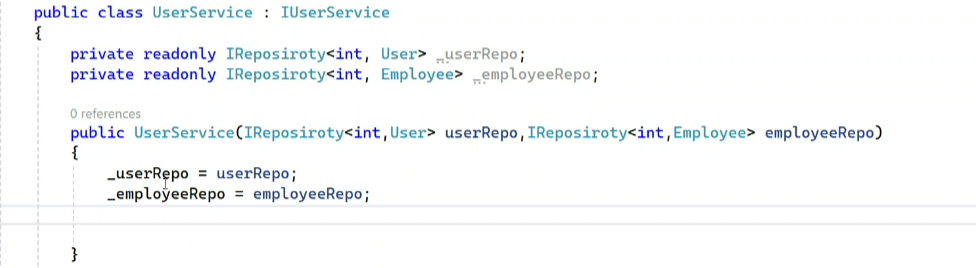 public class UserService : IUserService
{
private readonly IReposiroty<int, User> _userRepo;
private readonly IReposiroty<int, Employee> _employeeRepo;
0 references
public UserService(IReposiroty<int,User> userRepo,IReposiroty<int,Employee> employeeRepo)
{
_userRepo = userRepo;
_employeeRepo = employeeRepo;
}